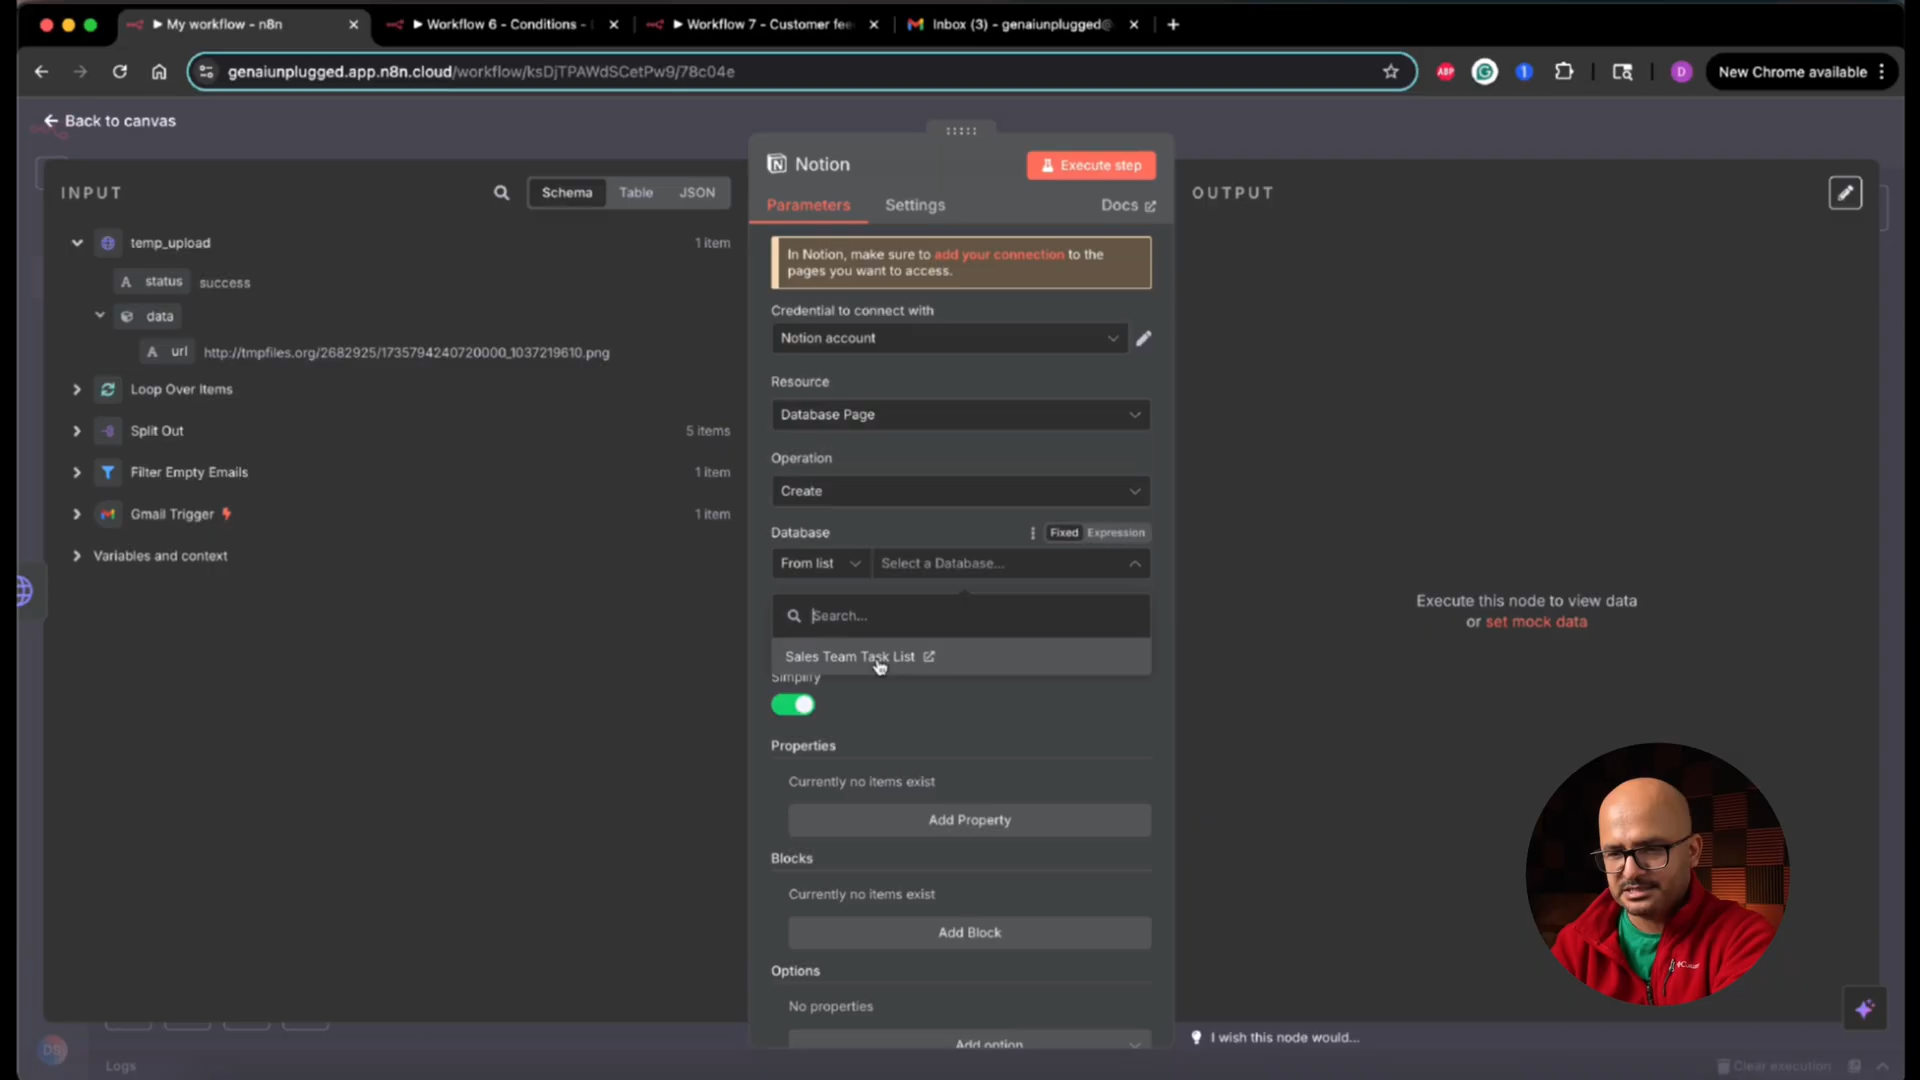 My workflow - n8n
Workflow 6 - Conditions -
Workflow 7 - Customer fee
Inbox (3) - genaiunplugged@
genaiunplugged.app.n8n.cloud/workflow/ksDjTPAWdSCetPw9/78c04e
ABP
1
D
New Chrome available
Back to canvas
INPUT
Schema
Table
JSON
temp_upload
1 item
A status success
data
A url http://tmpfiles.org/2682925/1735794240720000_1037219610.png
Loop Over Items
Split Out
5 items
Filter Empty Emails
1 item
Gmail Trigger
1 item
Variables and context
Notion
Execute step
Parameters
Settings
Docs
In Notion, make sure to add your connection to the
pages you want to access.
Credential to connect with
Notion account
Resource
Database Page
Operation
Create
Database
Fixed Expression
From list
Select a Database...
Search...
Sales Team Task List
Simplify
Properties
Currently no items exist
Add Property
Blocks
Currently no items exist
Add Block
Options
No properties
Add option
OUTPUT
Execute this node to view data
or set mock data
I wish this node would...
DS
Logs
Clear execution